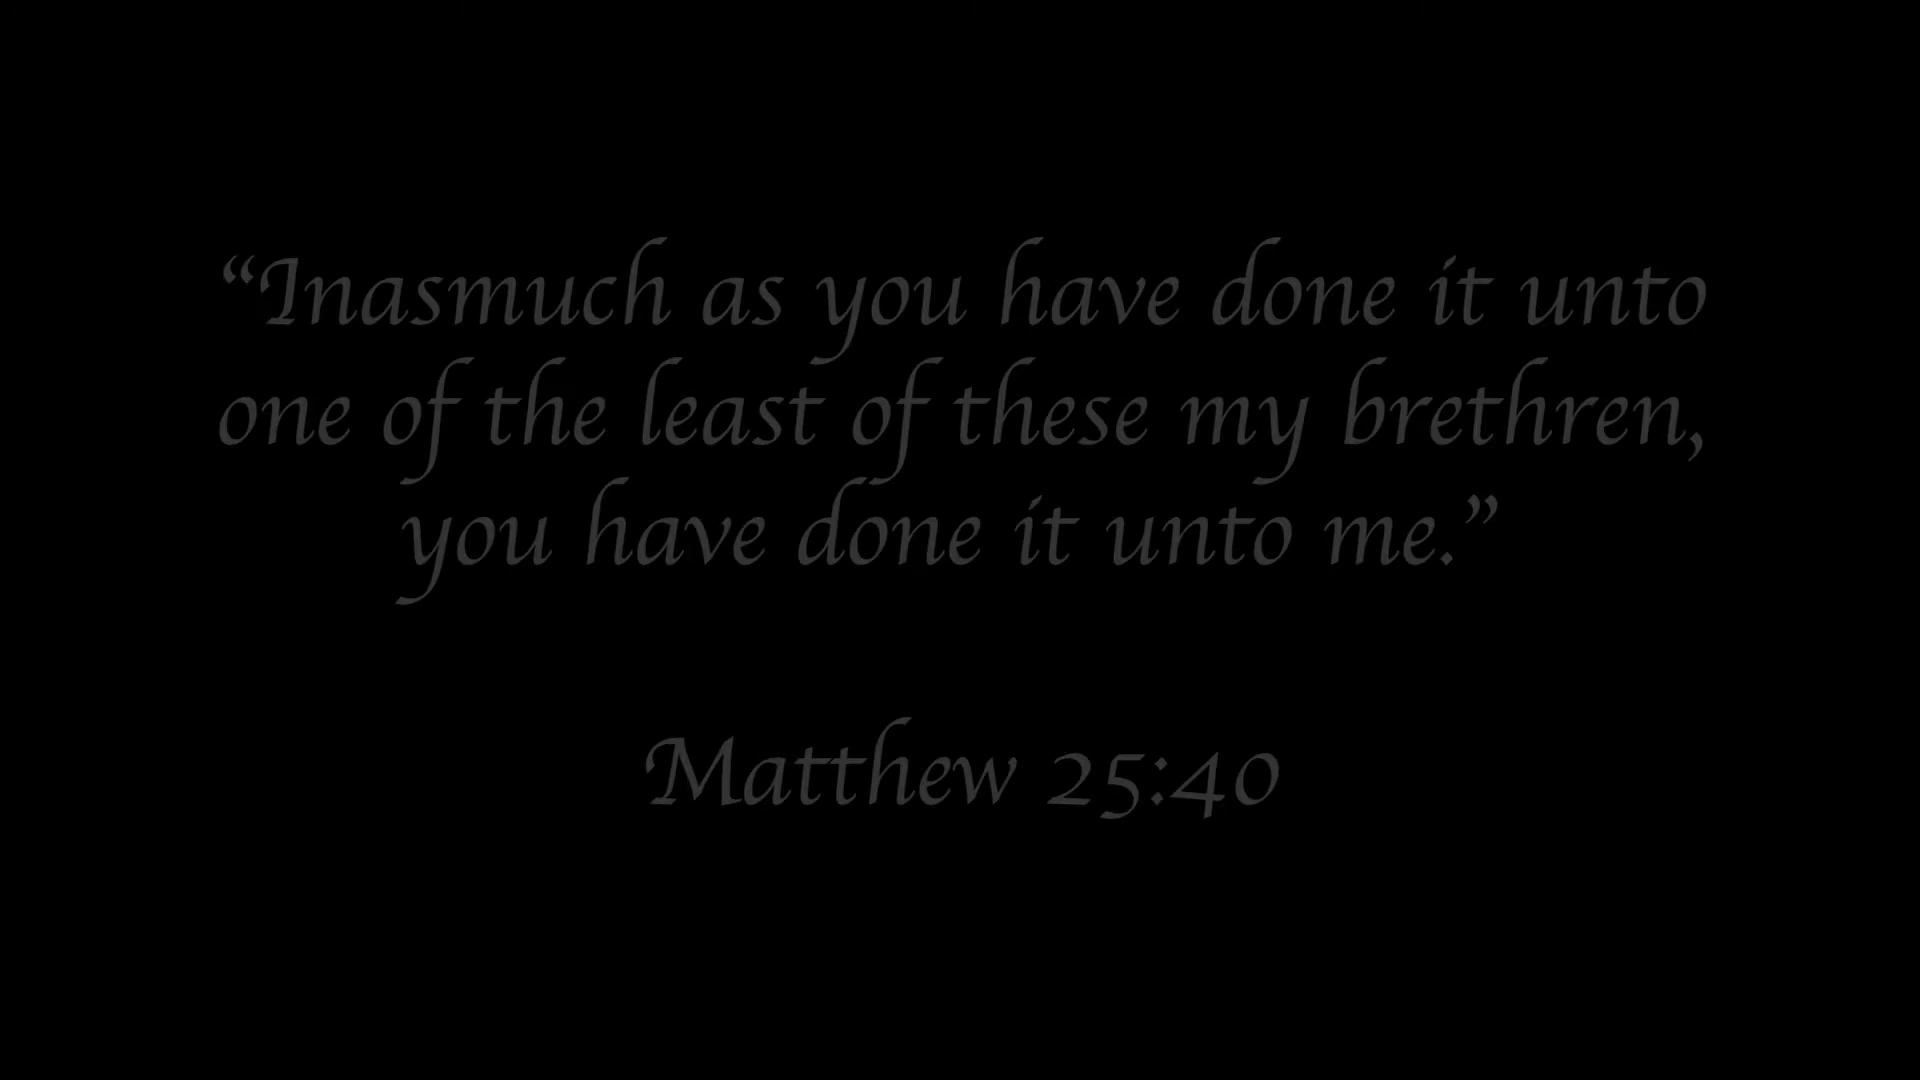 “Inasmuch as you have done it unto
one of the least of these my brethren,
you have done it unto me.”
Matthew 25:40